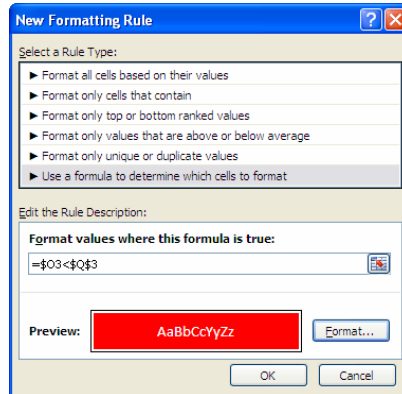 New Formatting Rule
Select a Rule Type:
► Format all cells based on their values
► Format only cells that contain
► Format only top or bottom ranked values
► Format only values that are above or below average
► Format only unique or duplicate values
► Use a formula to determine which cells to format
Edit the Rule Description:
Format values where this formula is true:
=$O3<$Q$3
Preview: AaBbCcYyZz Format...
OK Cancel